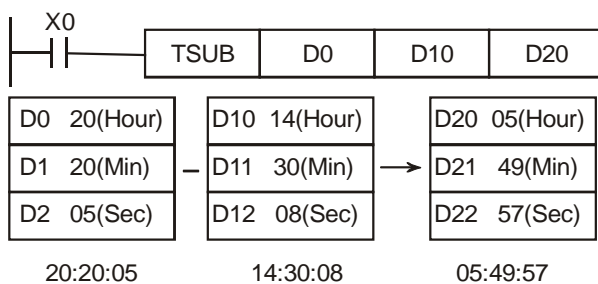 X0
TSUB D0 D10 D20
D0 20(Hour) D10 14(Hour) D20 05(Hour)
D1 20(Min) – D11 30(Min) → D21 49(Min)
D2 05(Sec) D12 08(Sec) D22 57(Sec)
20:20:05 14:30:08 05:49:57